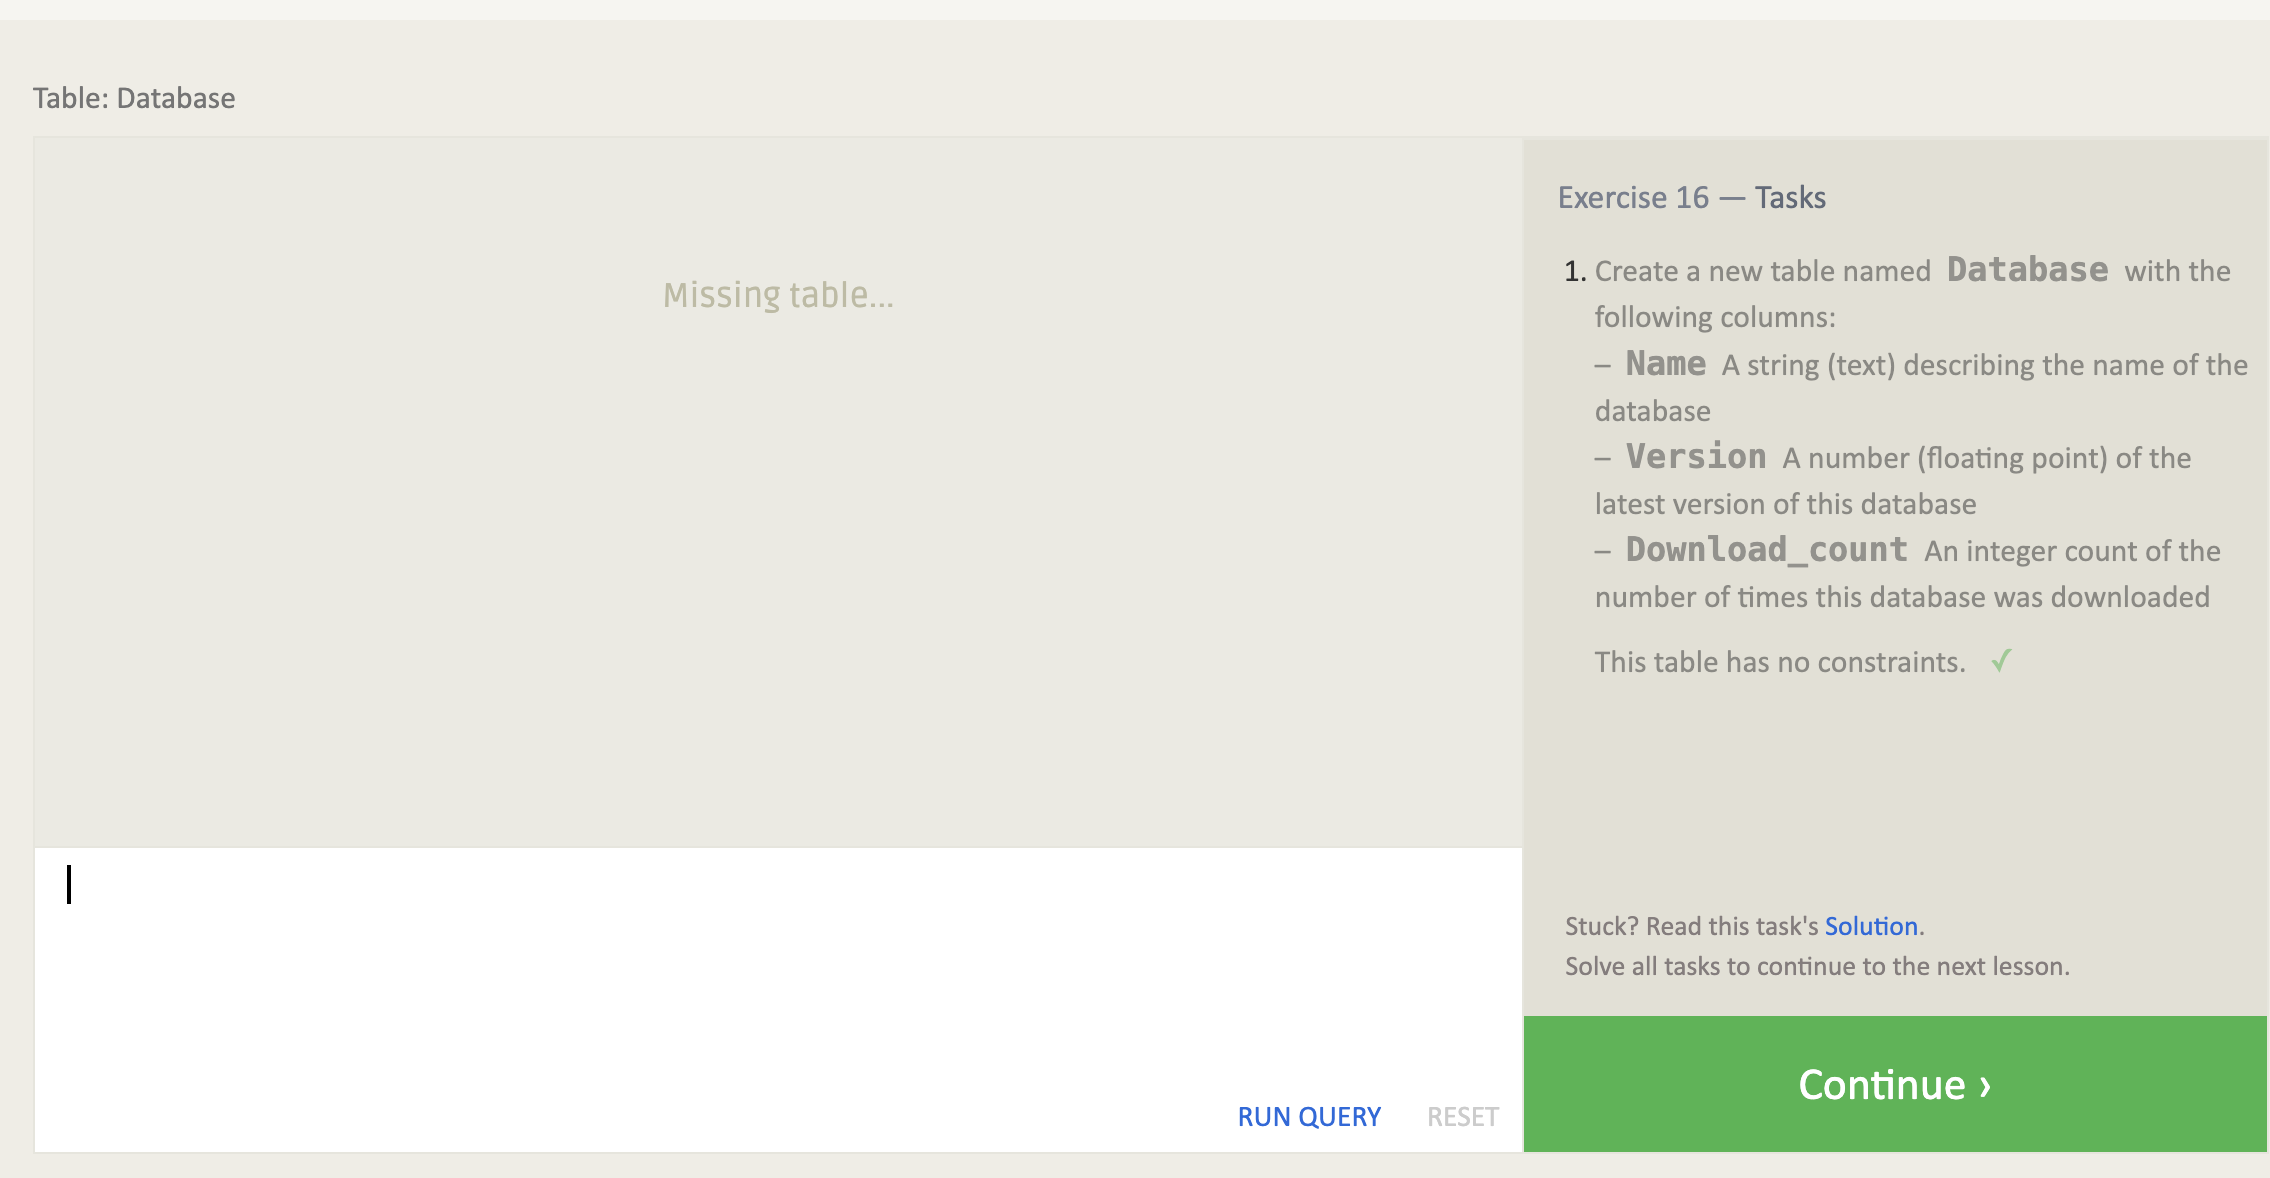 Table: Database
Missing table...
RUN QUERY RESET
Exercise 16 — Tasks
1. Create a new table named Database with the
following columns:
– Name A string (text) describing the name of the
database
– Version A number (floating point) of the
latest version of this database
– Download_count An integer count of the
number of times this database was downloaded
This table has no constraints. ✓
Stuck? Read this task's Solution.
Solve all tasks to continue to the next lesson.
Continue ›